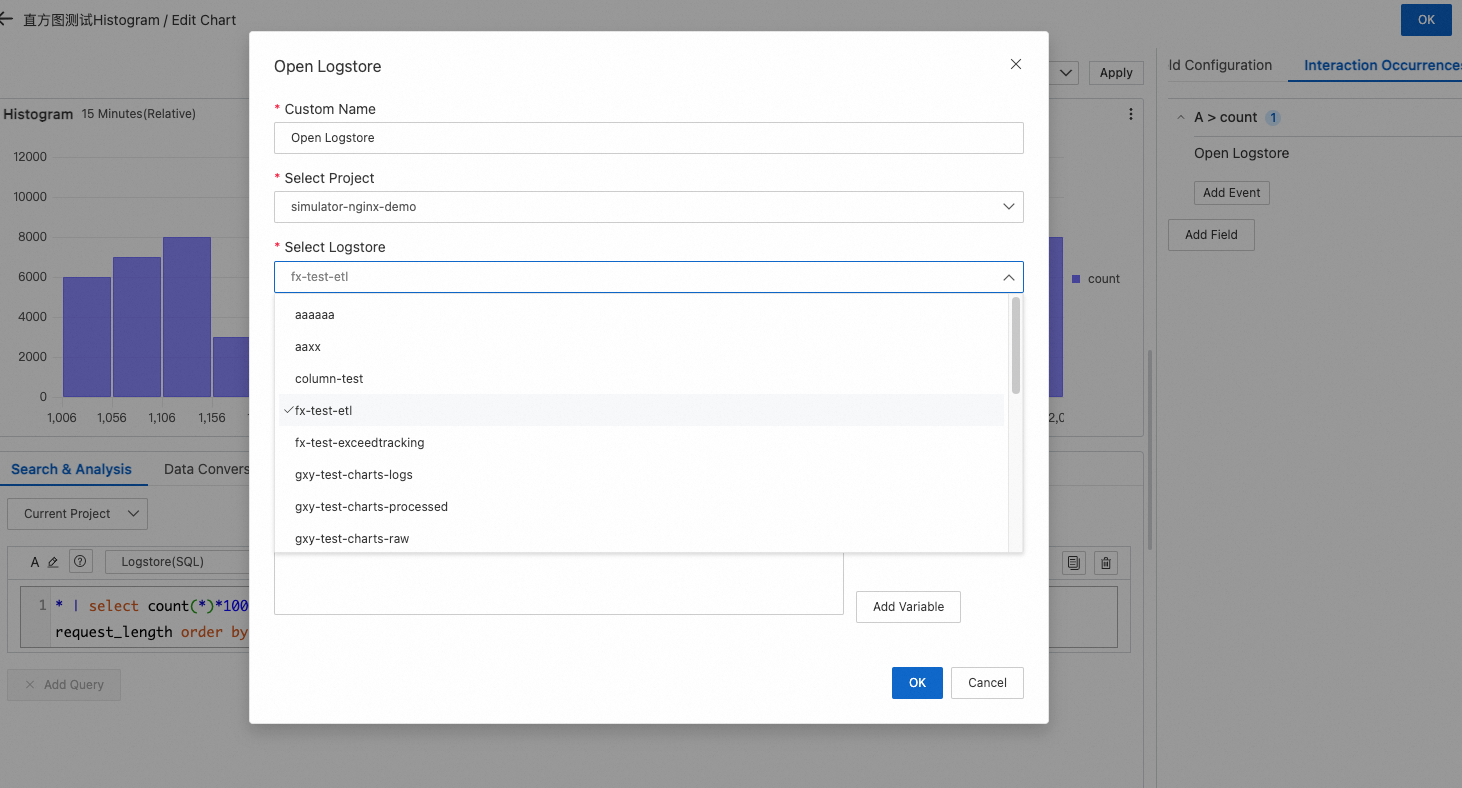 直方图测试Histogram / Edit Chart
OK
Apply
Id Configuration
Interaction Occurrences
Histogram 15 Minutes(Relative)
12000
10000
8000
6000
4000
2000
0
1,006 1,056 1,106 1,156
count
A > count 1
Open Logstore
Add Event
Add Field
Open Logstore
* Custom Name
Open Logstore
* Select Project
simulator-nginx-demo
* Select Logstore
fx-test-etl
aaaaaa
aaxx
column-test
fx-test-etl
fx-test-exceedtracking
gxy-test-charts-logs
gxy-test-charts-processed
gxy-test-charts-raw
Add Variable
OK
Cancel
Search & Analysis
Data Convers
Current Project
A
Logstore(SQL)
1 * | select count(*)*100
request_length order by
Add Query